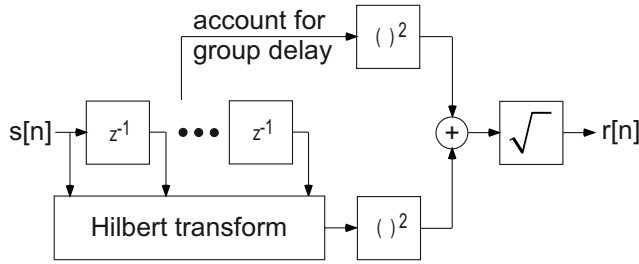 account for
group delay
( )²
s[n]
z⁻¹
z⁻¹
+
√
r[n]
Hilbert transform
( )²